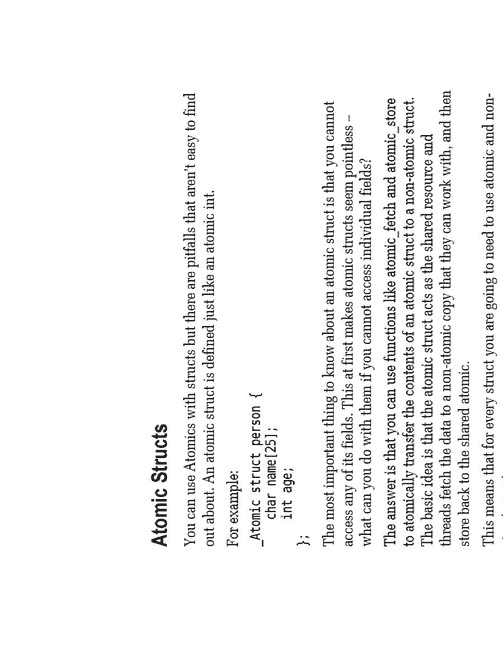 Atomic Structs
You can use Atomics with structs but there are pitfalls that aren't easy to find
out about. An atomic struct is defined just like an atomic int.
For example:
_Atomic struct person {
char name[25];
int age;
};
The most important thing to know about an atomic struct is that you cannot
access any of its fields. This at first makes atomic structs seem pointless –
what can you do with them if you cannot access individual fields?
The answer is that you can use functions like atomic_fetch and atomic_store
to atomically transfer the contents of an atomic struct to a non-atomic struct.
The basic idea is that the atomic struct acts as the shared resource and
threads fetch the data to a non-atomic copy that they can work with, and then
store back to the shared atomic.
This means that for every struct you are going to need to use atomic and non-